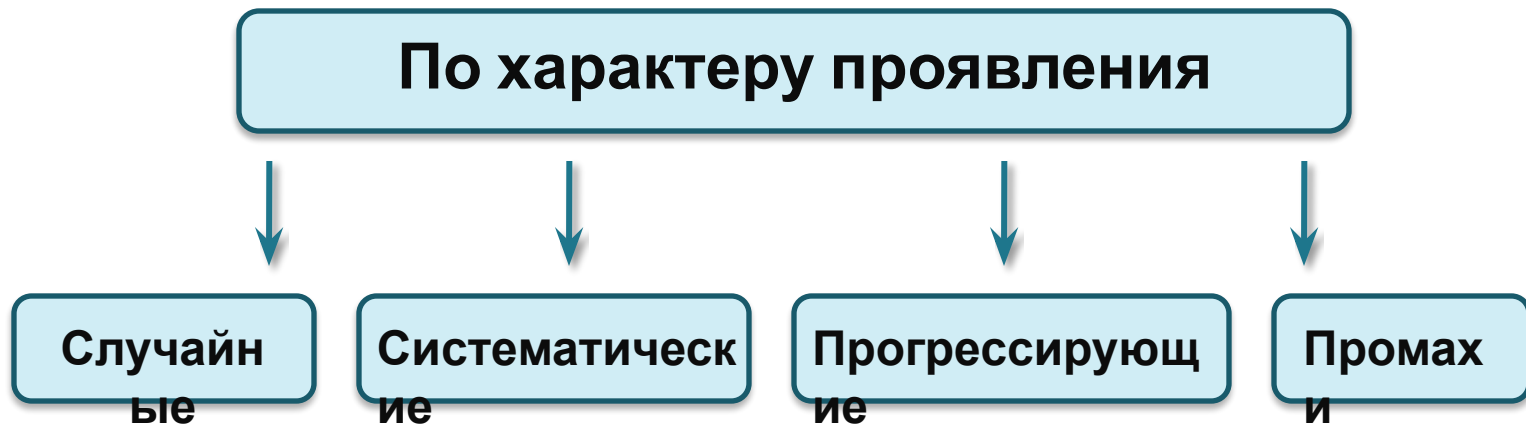 По характеру проявления
Случайн
ые
Систематическ
ие
Прогрессирующ
ие
Промах
и